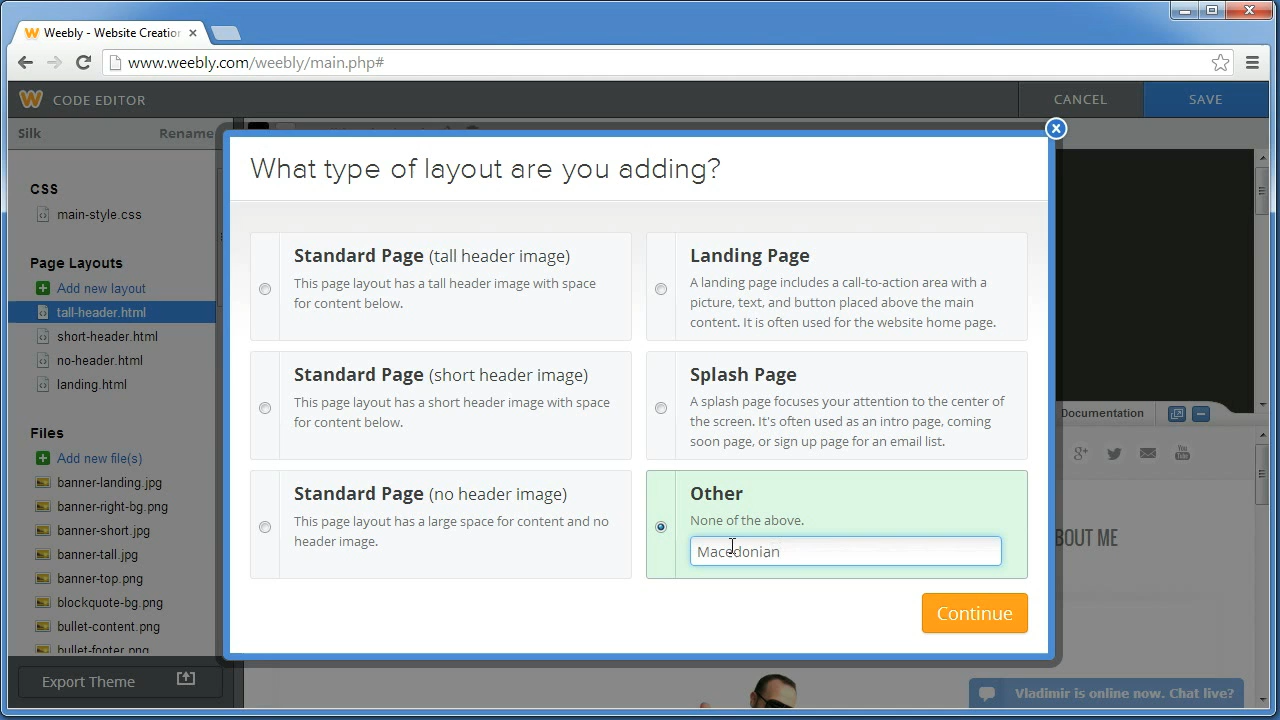 Weebly - Website Creation
www.weebly.com/weebly/main.php#
CODE EDITOR
CANCEL
SAVE
Silk
Rename
CSS
main-style.css
Page Layouts
Add new layout
tall-header.html
short-header.html
no-header.html
landing.html
Files
Add new file(s)
banner-landing.jpg
banner-right-bg.png
banner-short.jpg
banner-tall.jpg
banner-top.png
blockquote-bg.png
bullet-content.png
bullet-footer.png
Export Theme
What type of layout are you adding?
Standard Page (tall header image)
This page layout has a tall header image with space
for content below.
Landing Page
A landing page includes a call-to-action area with a
picture, text, and button placed above the main
content. It is often used for the website home page.
Standard Page (short header image)
This page layout has a short header image with space
for content below.
Splash Page
A splash page focuses your attention to the center of
the screen. It's often used as an intro page, coming
soon page, or sign up page for an email list.
Standard Page (no header image)
This page layout has a large space for content and no
header image.
Other
None of the above.
Macedonian
Continue
Documentation
You
Tube
BOUT ME
Vladimir is online now. Chat live?